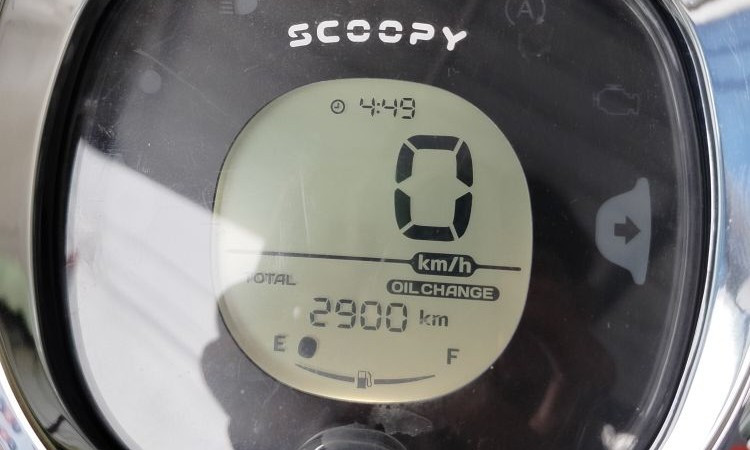 SCOOPY
4:49
0
km/h
TOTAL
OIL CHANGE
2900 km
E F
A